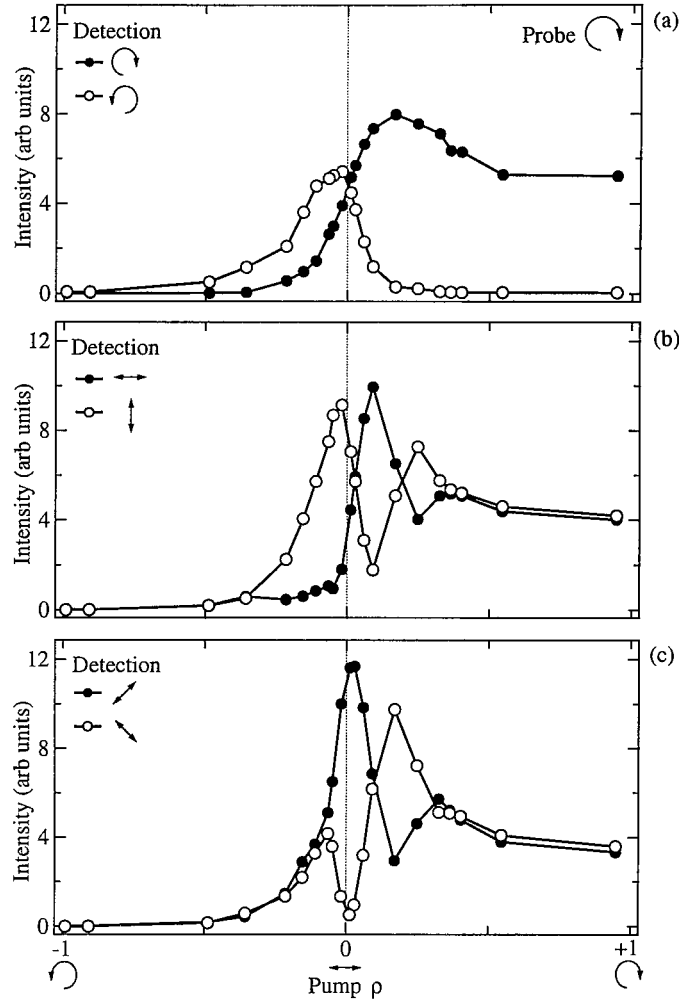 (a)
Detection
Probe
Intensity (arb units)
12
8
4
0
(b)
Detection
Intensity (arb units)
12
8
4
0
(c)
Detection
Intensity (arb units)
12
8
4
0
-1
0
+1
Pump ρ